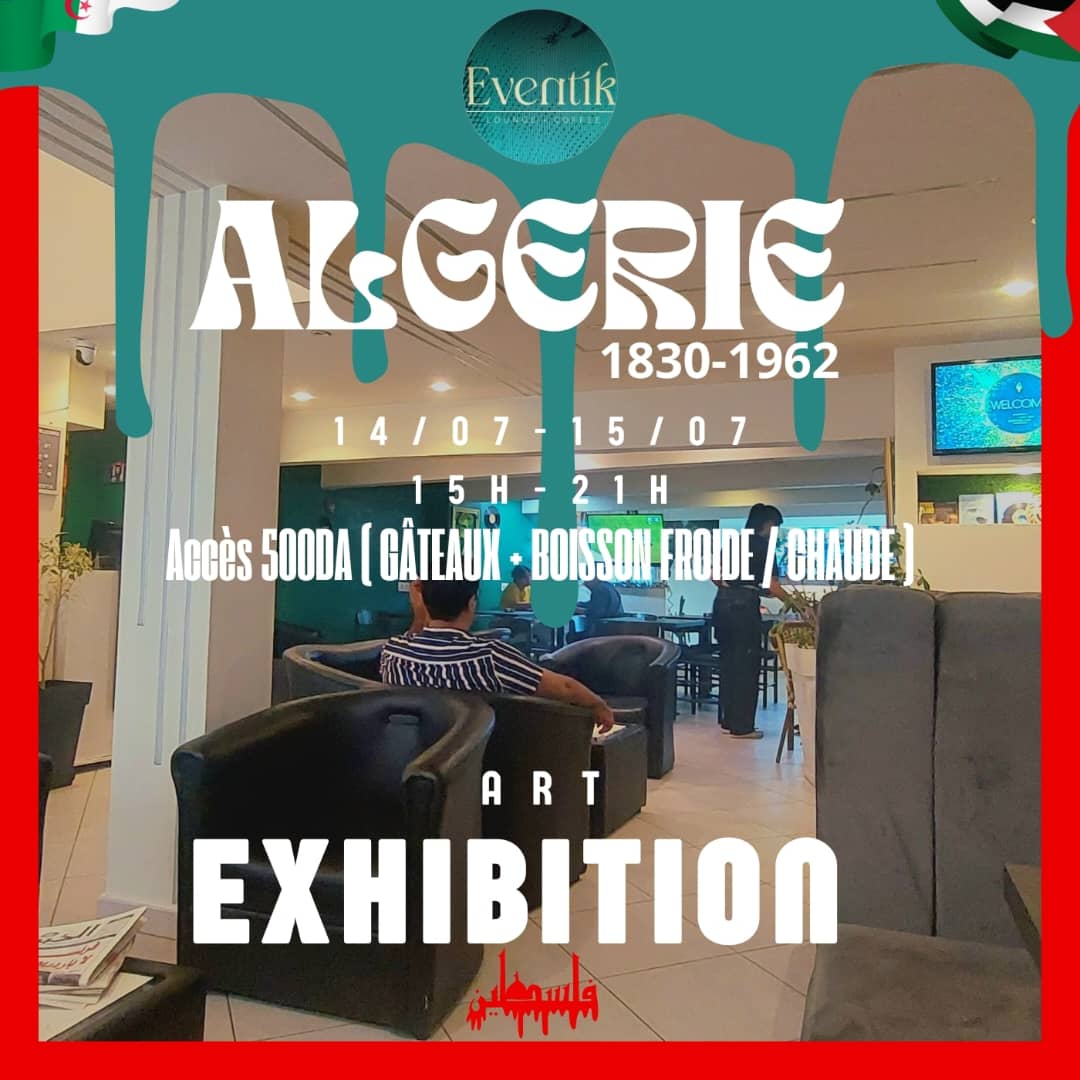 Eventik
LOUNGE - COFFEE
ALGERIE
1830-1962
14/07-15/07
15H-21H
Accès 500DA ( GÂTEAUX + BOISSON FROIDE / CHAUDE )
WELCOM
ART
EXHIBITION
فلسطين